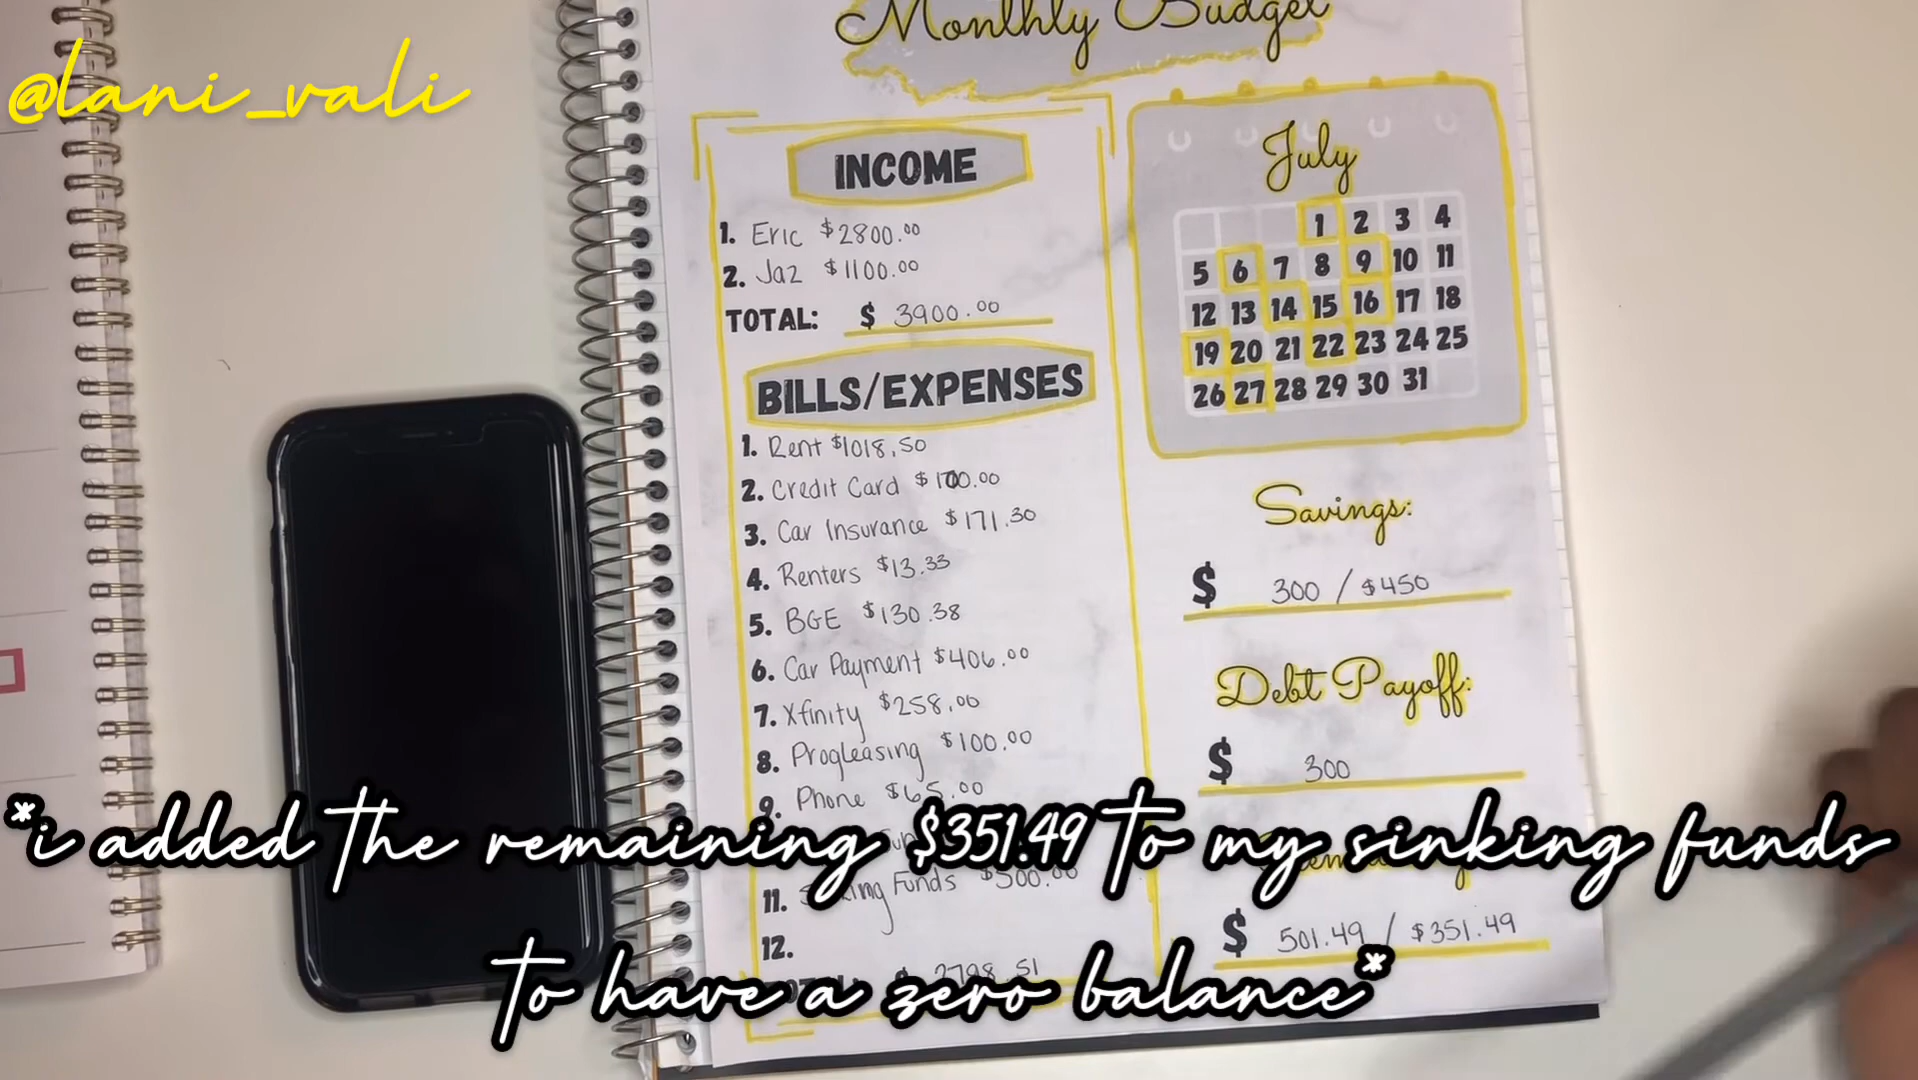 @lani_vali
Monthly Budget
INCOME
1. Eric $2800.00
2. Jaz $1100.00
TOTAL: $ 3900.00
BILLS/EXPENSES
1. Rent $1018.50
2. Credit Card $100.00
3. Car Insurance $171.30
4. Renters $13.33
5. BGE $130.38
6. Car Payment $406.00
7. Xfinity $258.00
8. Progleasing $100.00
9. Phone $65.00
11. Funds $500.00
12.
$ 2798.51
July
1 2 3 4
5 6 7 8 9 10 11
12 13 14 15 16 17 18
19 20 21 22 23 24 25
26 27 28 29 30 31
Savings:
$ 300 / $450
Debt Payoff:
$ 300
$ 501.49 / $351.49
*i added the remaining $351.49 to my sinking funds
to have a zero balance*